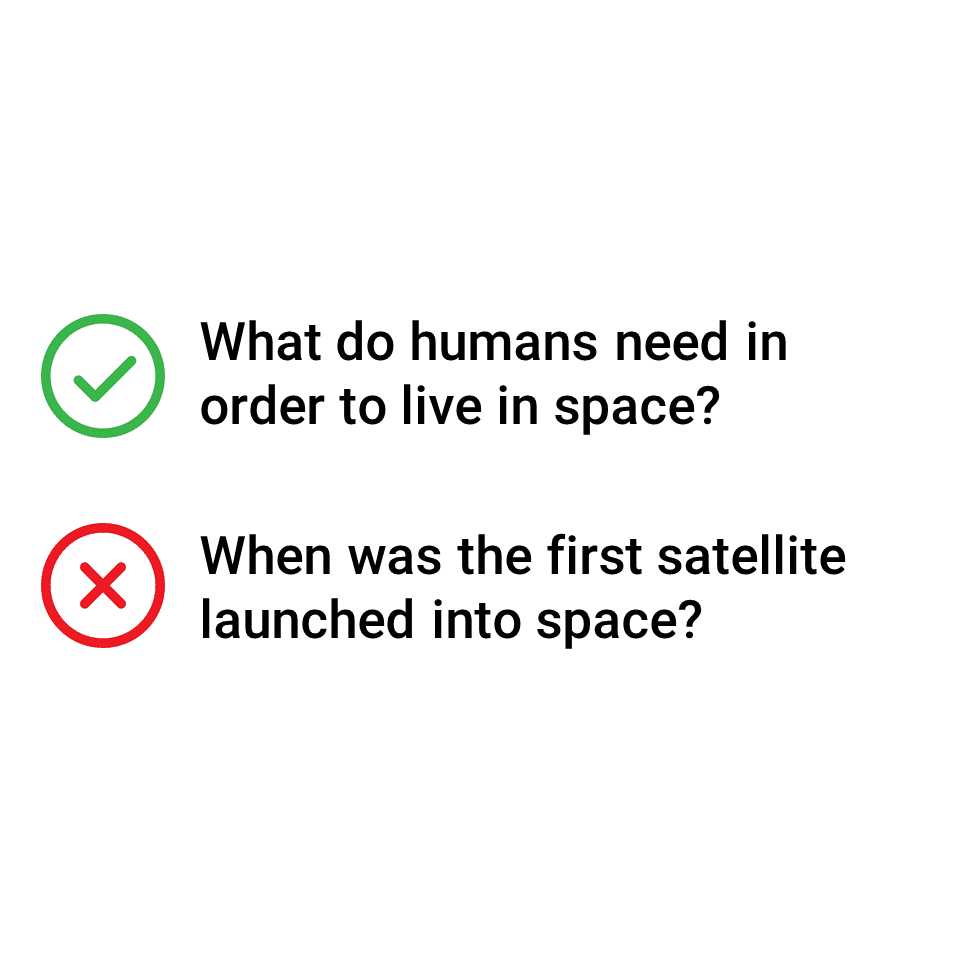 What do humans need in
order to live in space?
When was the first satellite
launched into space?